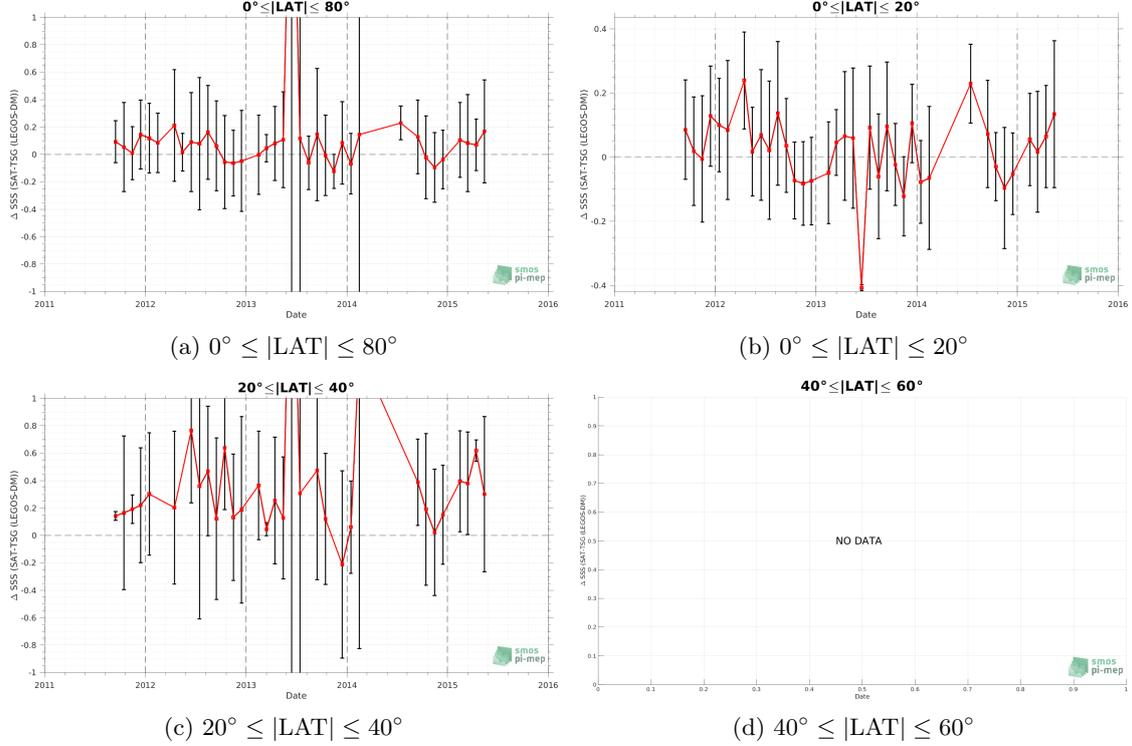 0°≤|LAT|≤ 80°
Δ SSS (SAT-TSG (LEGOS-DM))
1
0.8
0.6
0.4
0.2
0
-0.2
-0.4
-0.6
-0.8
-1
2011
2012
2013
2014
2015
2016
Date
smos
pi-mep
(a) 0° ≤ |LAT| ≤ 80°
0°≤|LAT|≤ 20°
Δ SSS (SAT-TSG (LEGOS-DM))
0.4
0.2
0
-0.2
-0.4
2011
2012
2013
2014
2015
2016
Date
smos
pi-mep
(b) 0° ≤ |LAT| ≤ 20°
20°≤|LAT|≤ 40°
Δ SSS (SAT-TSG (LEGOS-DM))
1
0.8
0.6
0.4
0.2
0
-0.2
-0.4
-0.6
-0.8
-1
2011
2012
2013
2014
2015
2016
Date
smos
pi-mep
(c) 20° ≤ |LAT| ≤ 40°
40°≤|LAT|≤ 60°
Δ SSS (SAT-TSG (LEGOS-DM))
1
0.9
0.8
0.7
0.6
0.5
0.4
0.3
0.2
0.1
0
NO DATA
0
0.1
0.2
0.3
0.4
0.5
0.6
0.7
0.8
0.9
1
Date
smos
pi-mep
(d) 40° ≤ |LAT| ≤ 60°